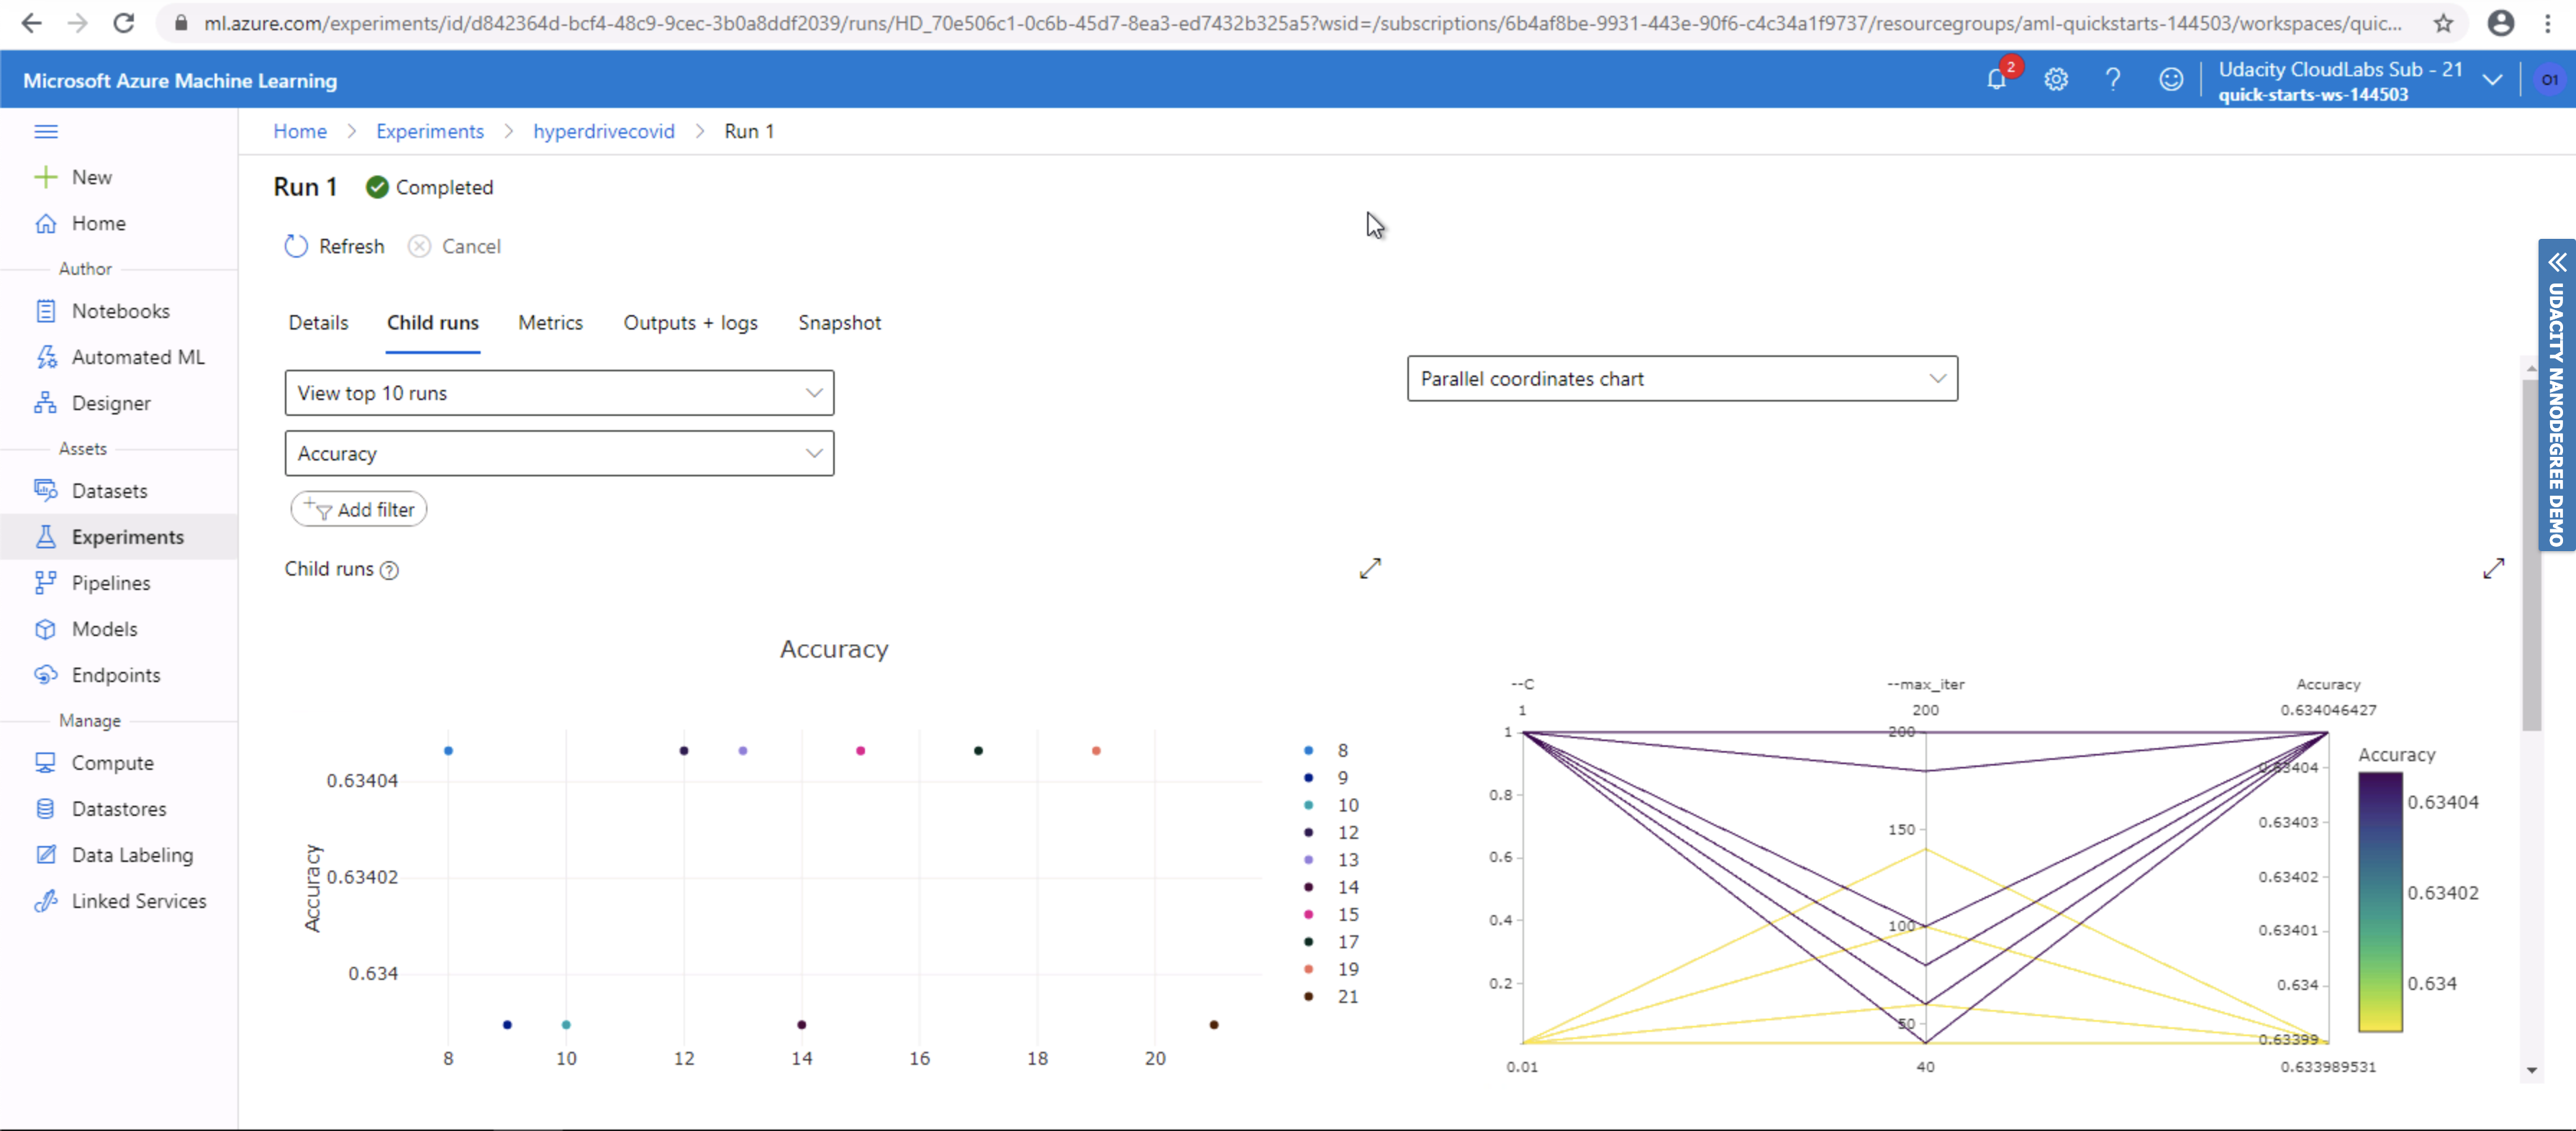 ml.azure.com/experiments/id/d842364d-bcf4-48c9-9cec-3b0a8ddf2039/runs/HD_70e506c1-0c6b-45d7-8ea3-ed7432b325a5?wsid=/subscriptions/6b4af8be-9931-443e-90f6-c4c34a1f9737/resourcegroups/aml-quickstarts-144503/workspaces/quic...
Microsoft Azure Machine Learning
2
Udacity CloudLabs Sub - 21
quick-starts-ws-144503
O1
Home > Experiments > hyperdrivecovid > Run 1
New
Home
Author
Notebooks
Automated ML
Designer
Assets
Datasets
Experiments
Pipelines
Models
Endpoints
Manage
Compute
Datastores
Data Labeling
Linked Services
Run 1 Completed
Refresh Cancel
Details Child runs Metrics Outputs + logs Snapshot
View top 10 runs
Accuracy
Add filter
Parallel coordinates chart
Child runs
Accuracy
Accuracy
0.63404
0.63402
0.634
8 10 12 14 16 18 20
8
9
10
12
13
14
15
17
19
21
--C --max_iter Accuracy
1 200 0.634046427
1
0.8
0.6
0.4
0.2
200
150
100
50
0.63404
0.63403
0.63402
0.63401
0.634
0.63399
0.01 40 0.633989531
Accuracy
0.63404
0.63402
0.634
UDACITY NANODEGREE DEMO